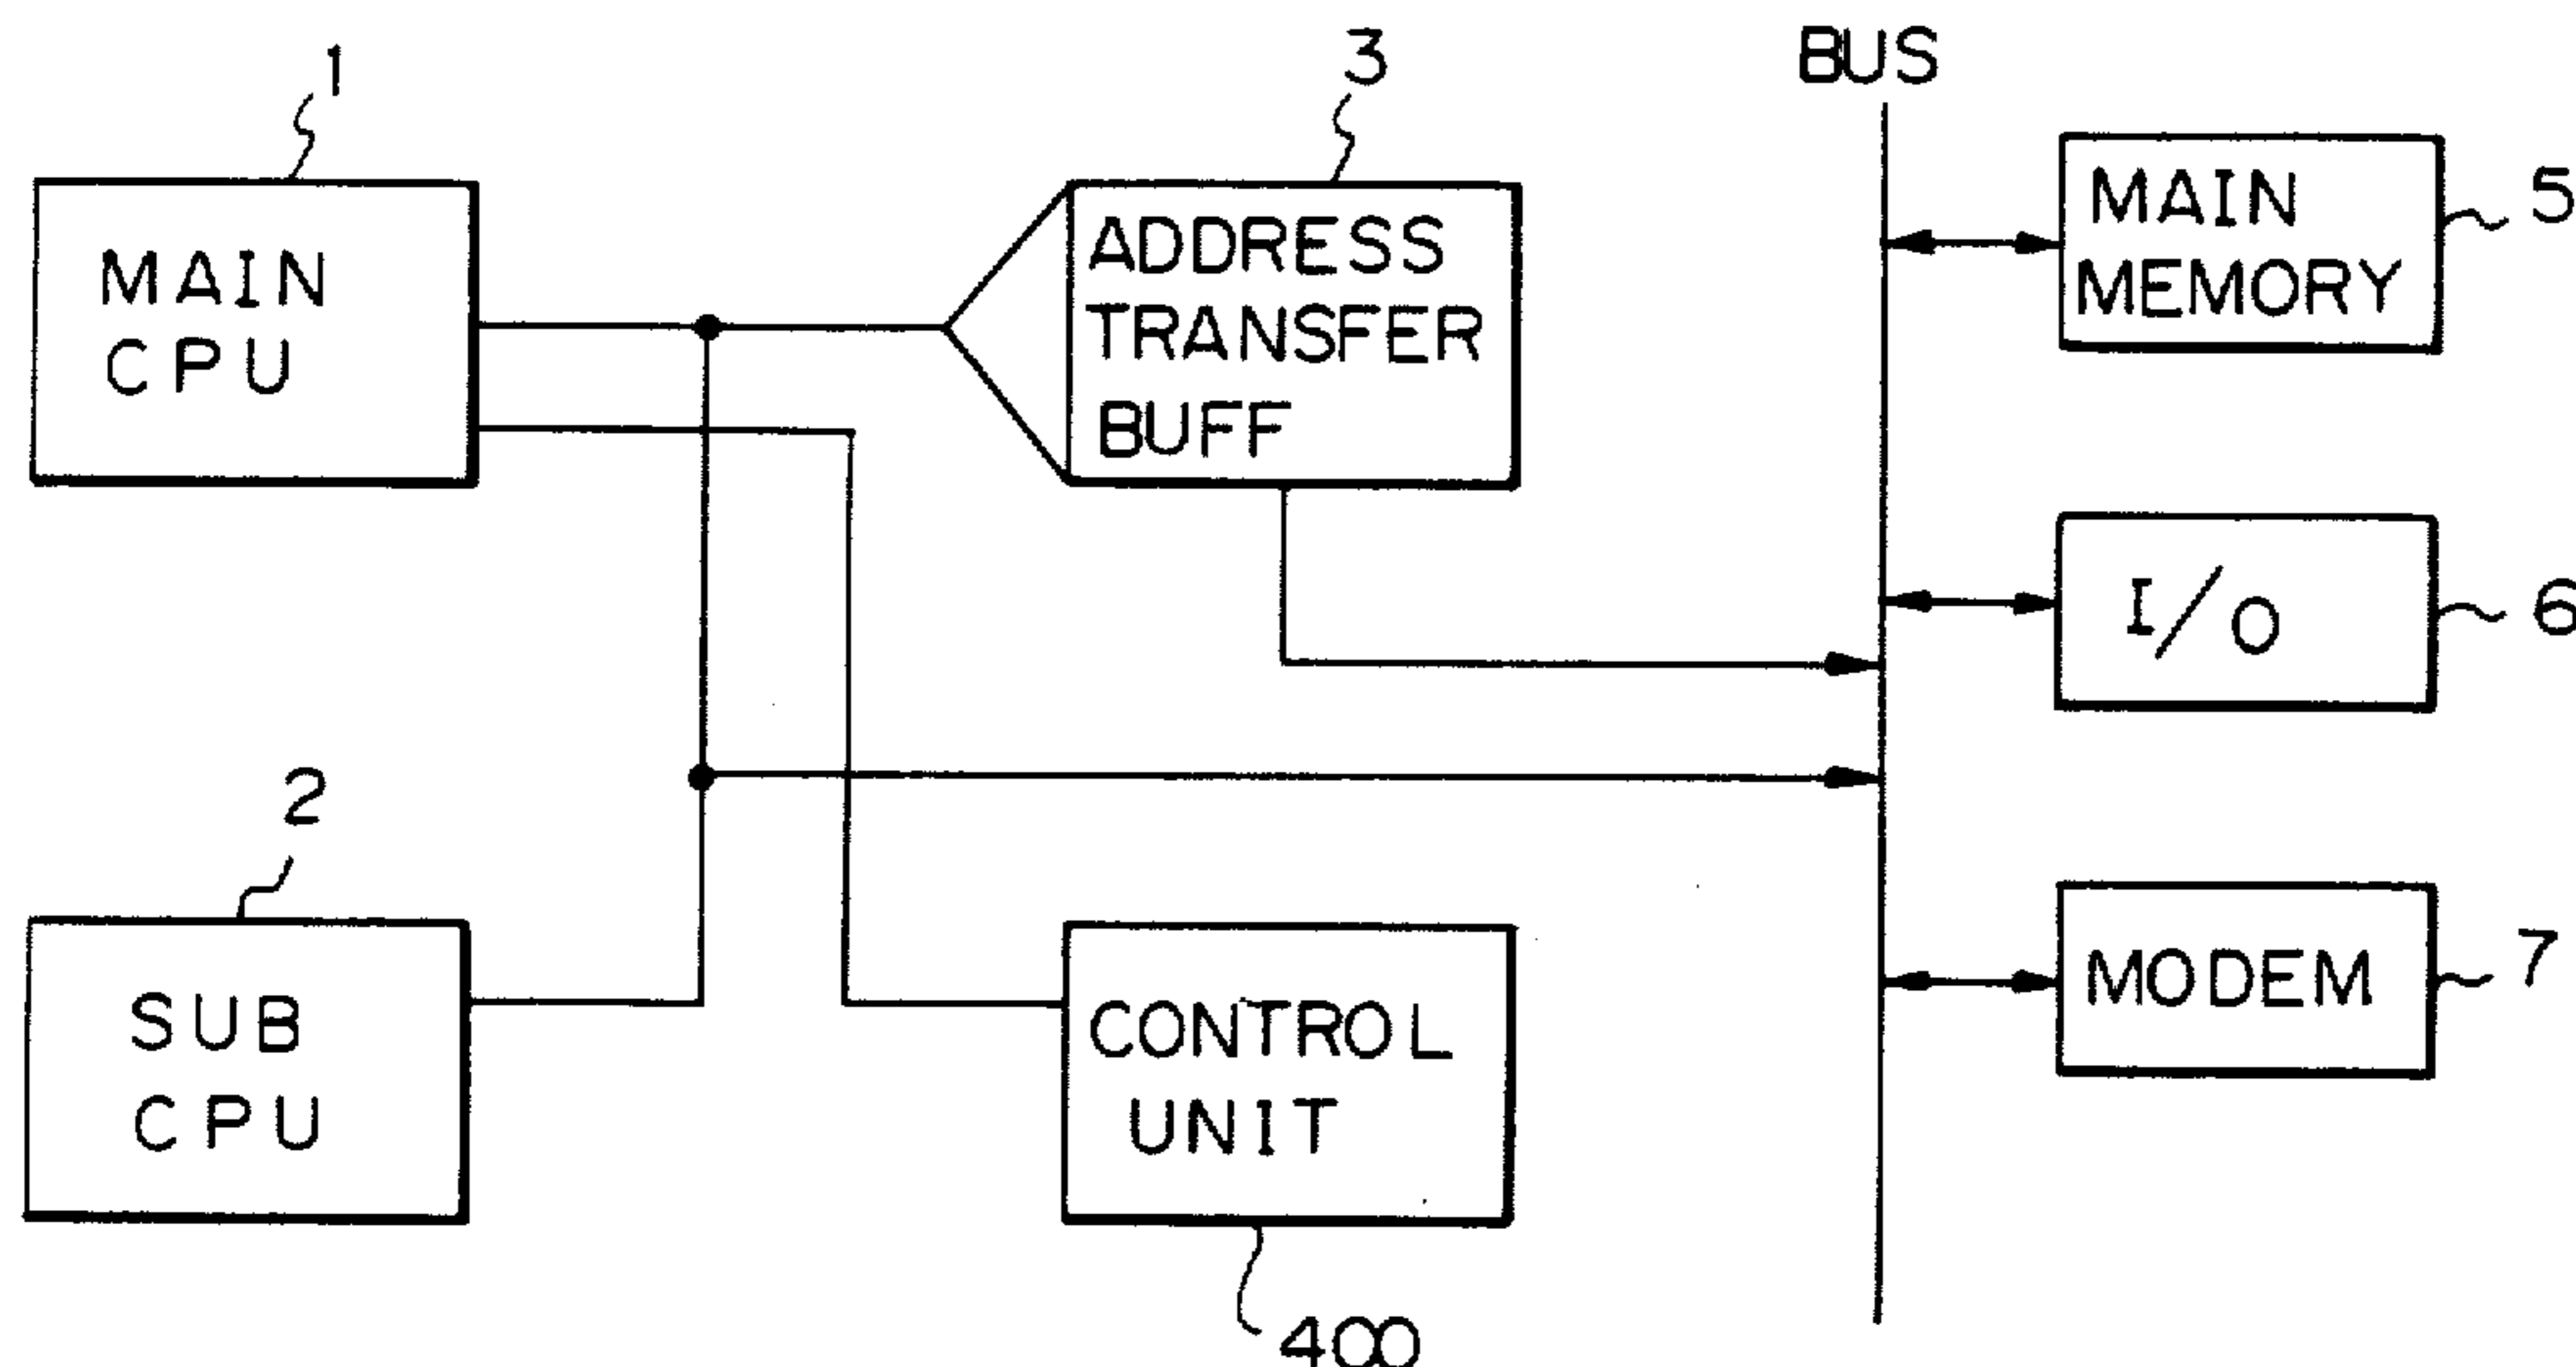 1
3
BUS
MAIN
CPU
ADDRESS
TRANSFER
BUFF
MAIN
MEMORY
5
I/O
6
2
SUB
CPU
CONTROL
UNIT
MODEM
7
400